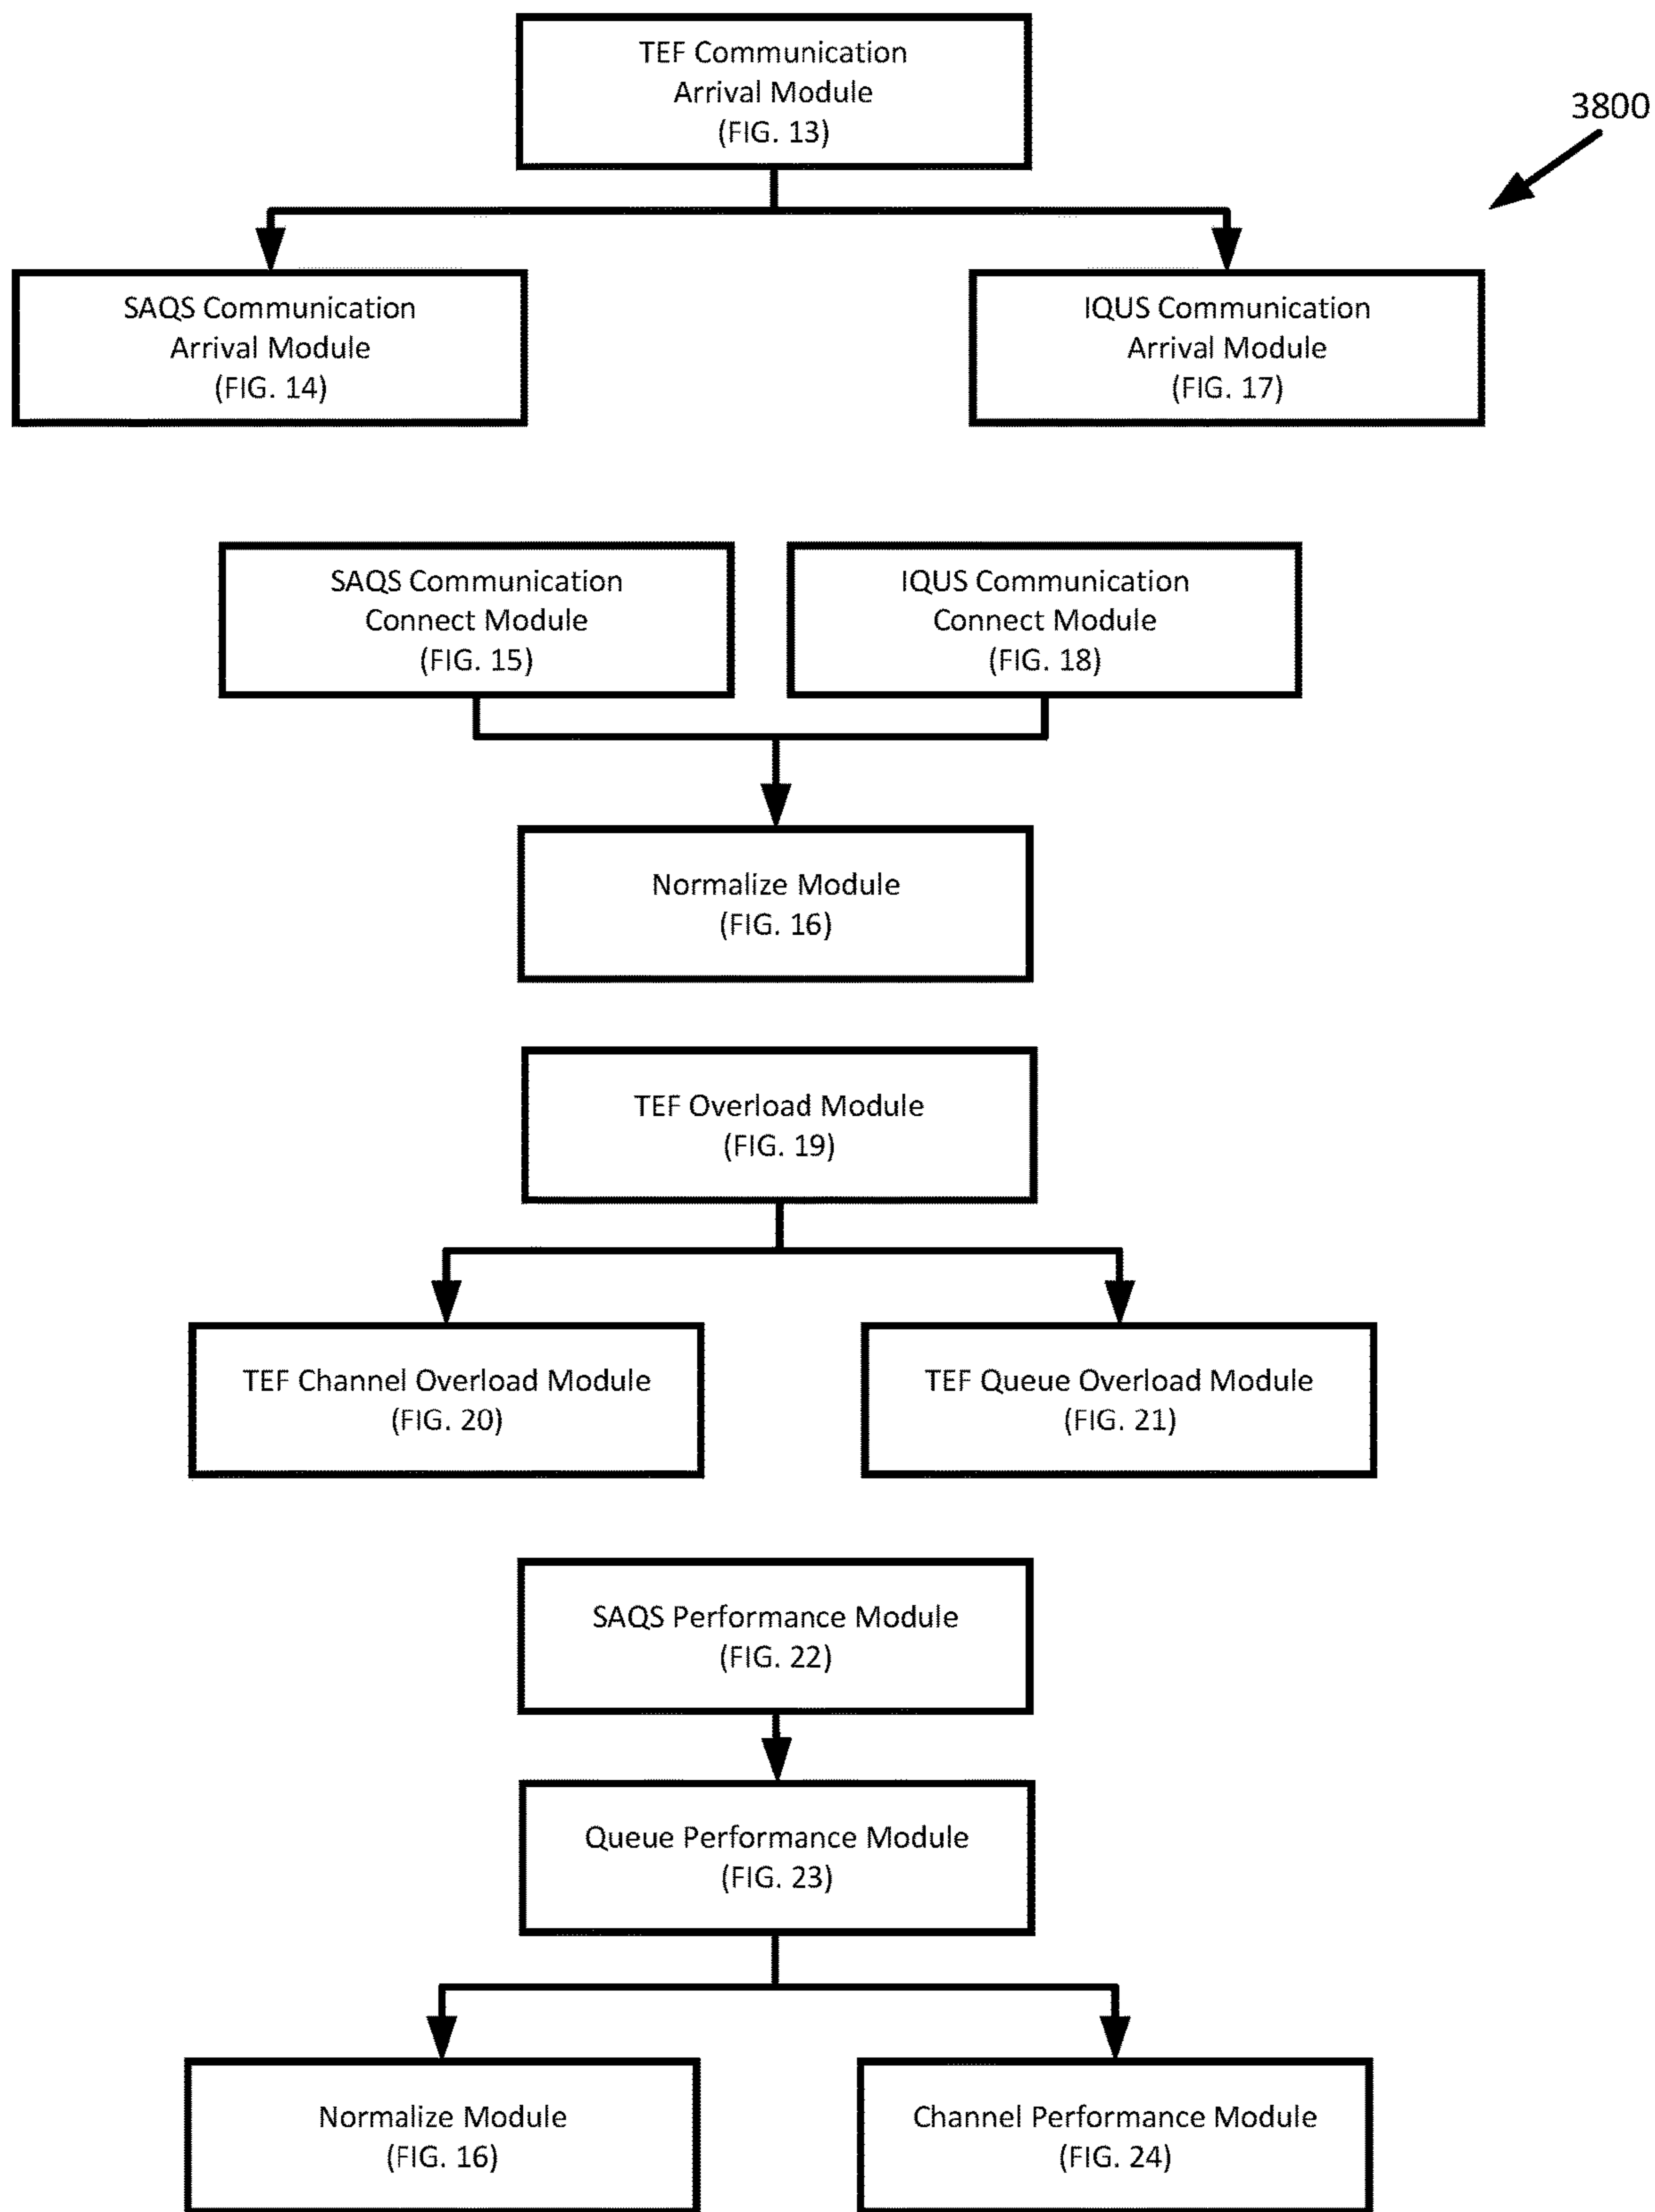 TEF Communication
Arrival Module
(FIG. 13)
3800
SAQS Communication
Arrival Module
(FIG. 14)
IQUS Communication
Arrival Module
(FIG. 17)
SAQS Communication
Connect Module
(FIG. 15)
IQUS Communication
Connect Module
(FIG. 18)
Normalize Module
(FIG. 16)
TEF Overload Module
(FIG. 19)
TEF Channel Overload Module
(FIG. 20)
TEF Queue Overload Module
(FIG. 21)
SAQS Performance Module
(FIG. 22)
Queue Performance Module
(FIG. 23)
Normalize Module
(FIG. 16)
Channel Performance Module
(FIG. 24)